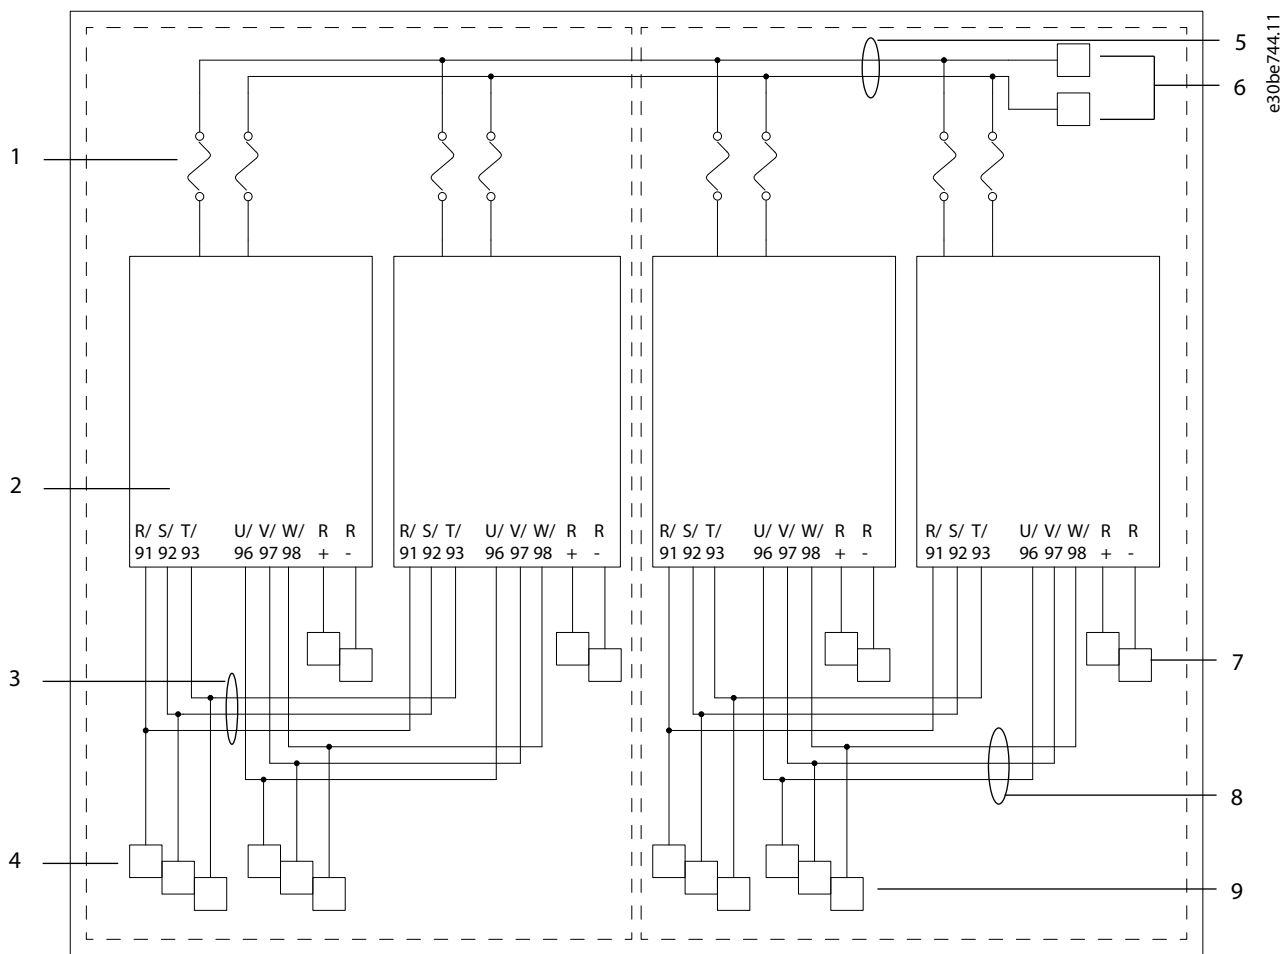 e30be744.11
5
6
1
2
R/ S/ T/ U/ V/ W/ R R
91 92 93 96 97 98 + -
R/ S/ T/ U/ V/ W/ R R
91 92 93 96 97 98 + -
R/ S/ T/ U/ V/ W/ R R
91 92 93 96 97 98 + -
R/ S/ T/ U/ V/ W/ R R
91 92 93 96 97 98 + -
3
7
8
4
9